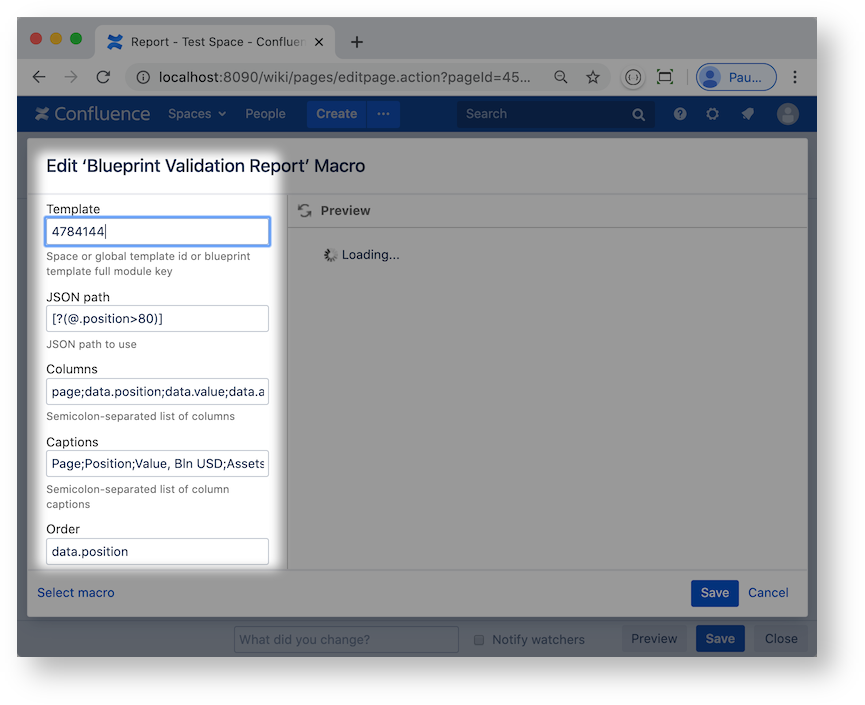 Report - Test Space - Confluen
localhost:8090/wiki/pages/editpage.action?pageId=45...
Pau...
Confluence Spaces People Create ... Search
Edit ‘Blueprint Validation Report’ Macro
Template
4784144
Space or global template id or blueprint
template full module key
JSON path
[?(@.position>80)]
JSON path to use
Columns
page;data.position;data.value;data.a
Semicolon-separated list of columns
Captions
Page;Position;Value, Bln USD;Assets
Semicolon-separated list of column
captions
Order
data.position
Preview
Loading...
Select macro
Save Cancel
What did you change? Notify watchers Preview Save Close